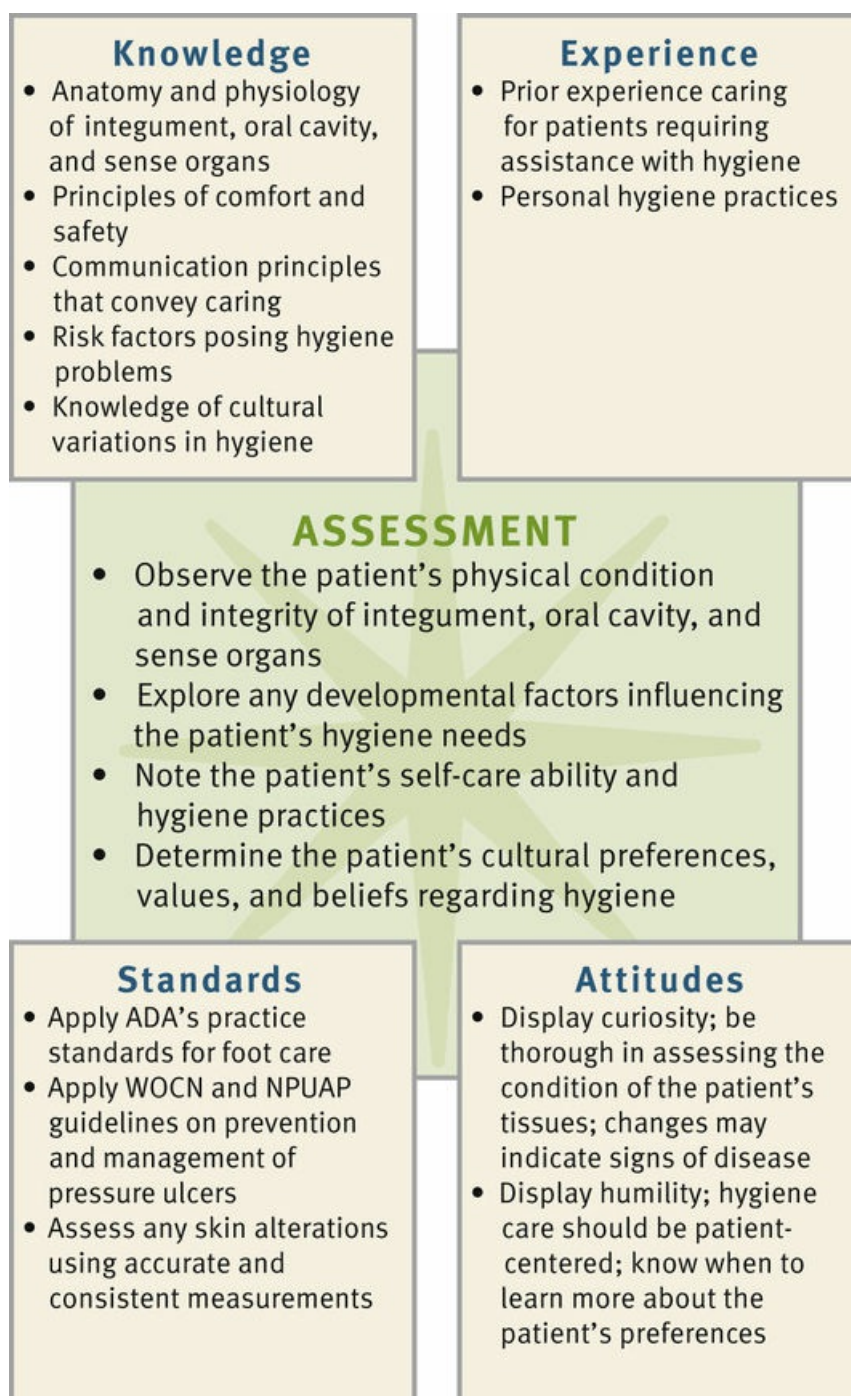 Knowledge
• Anatomy and physiology
of integument, oral cavity,
and sense organs
• Principles of comfort and
safety
• Communication principles
that convey caring
• Risk factors posing hygiene
problems
• Knowledge of cultural
variations in hygiene
Experience
• Prior experience caring
for patients requiring
assistance with hygiene
• Personal hygiene practices
ASSESSMENT
• Observe the patient's physical condition
and integrity of integument, oral cavity, and
sense organs
• Explore any developmental factors influencing
the patient's hygiene needs
• Note the patient's self-care ability and
hygiene practices
• Determine the patient's cultural preferences,
values, and beliefs regarding hygiene
Standards
• Apply ADA's practice
standards for foot care
• Apply WOCN and NPUAP
guidelines on prevention
and management of
pressure ulcers
• Assess any skin alterations
using accurate and
consistent measurements
Attitudes
• Display curiosity; be
thorough in assessing the
condition of the patient's
tissues; changes may
indicate signs of disease
• Display humility; hygiene
care should be patient-
centered; know when to
learn more about the
patient's preferences